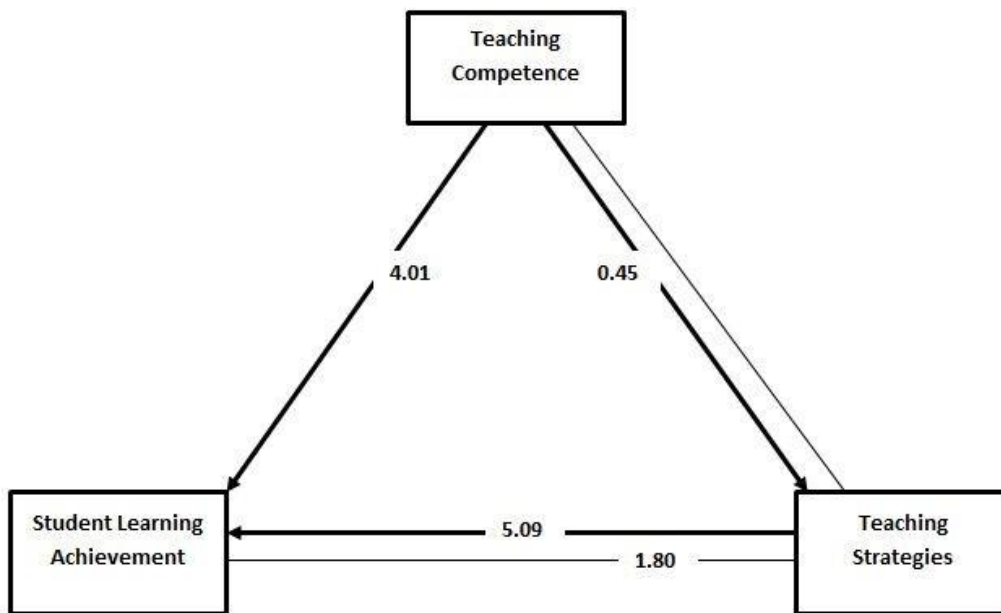 Teaching
Competence
4.01
0.45
Student Learning
Achievement
5.09
1.80
Teaching
Strategies